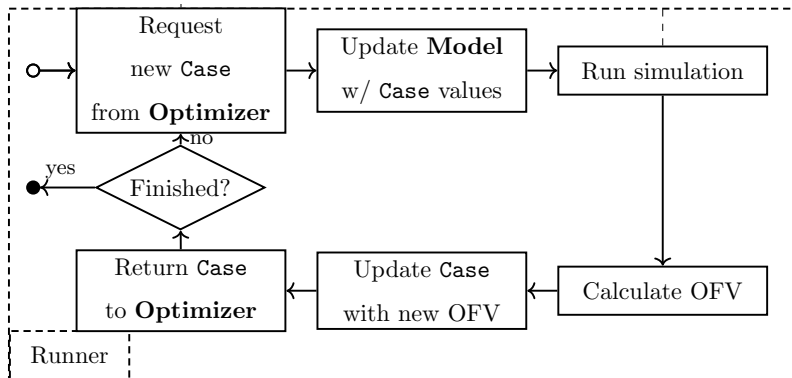 Request
new Case
from Optimizer
Update Model
w/ Case values
Run simulation
no
yes
Finished?
Return Case
to Optimizer
Update Case
with new OFV
Calculate OFV
Runner